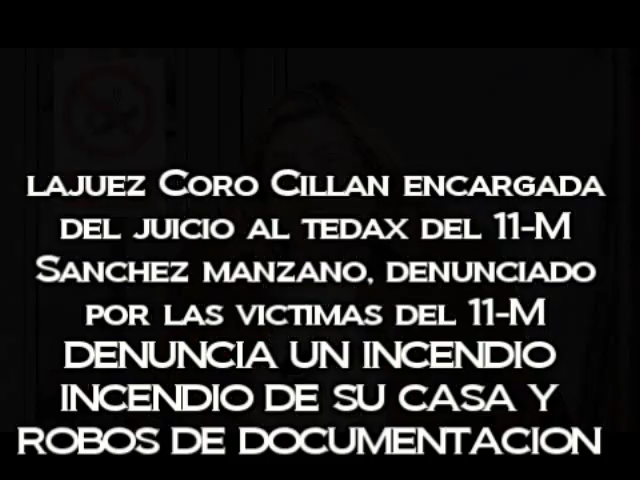 LAJUEZ CORO CILLAN ENCARGADA
DEL JUICIO AL TEDAX DEL 11-M
SANCHEZ MANZANO, DENUNCIADO
POR LAS VICTIMAS DEL 11-M
DENUNCIA UN INCENDIO
INCENDIO DE SU CASA Y
ROBOS DE DOCUMENTACION